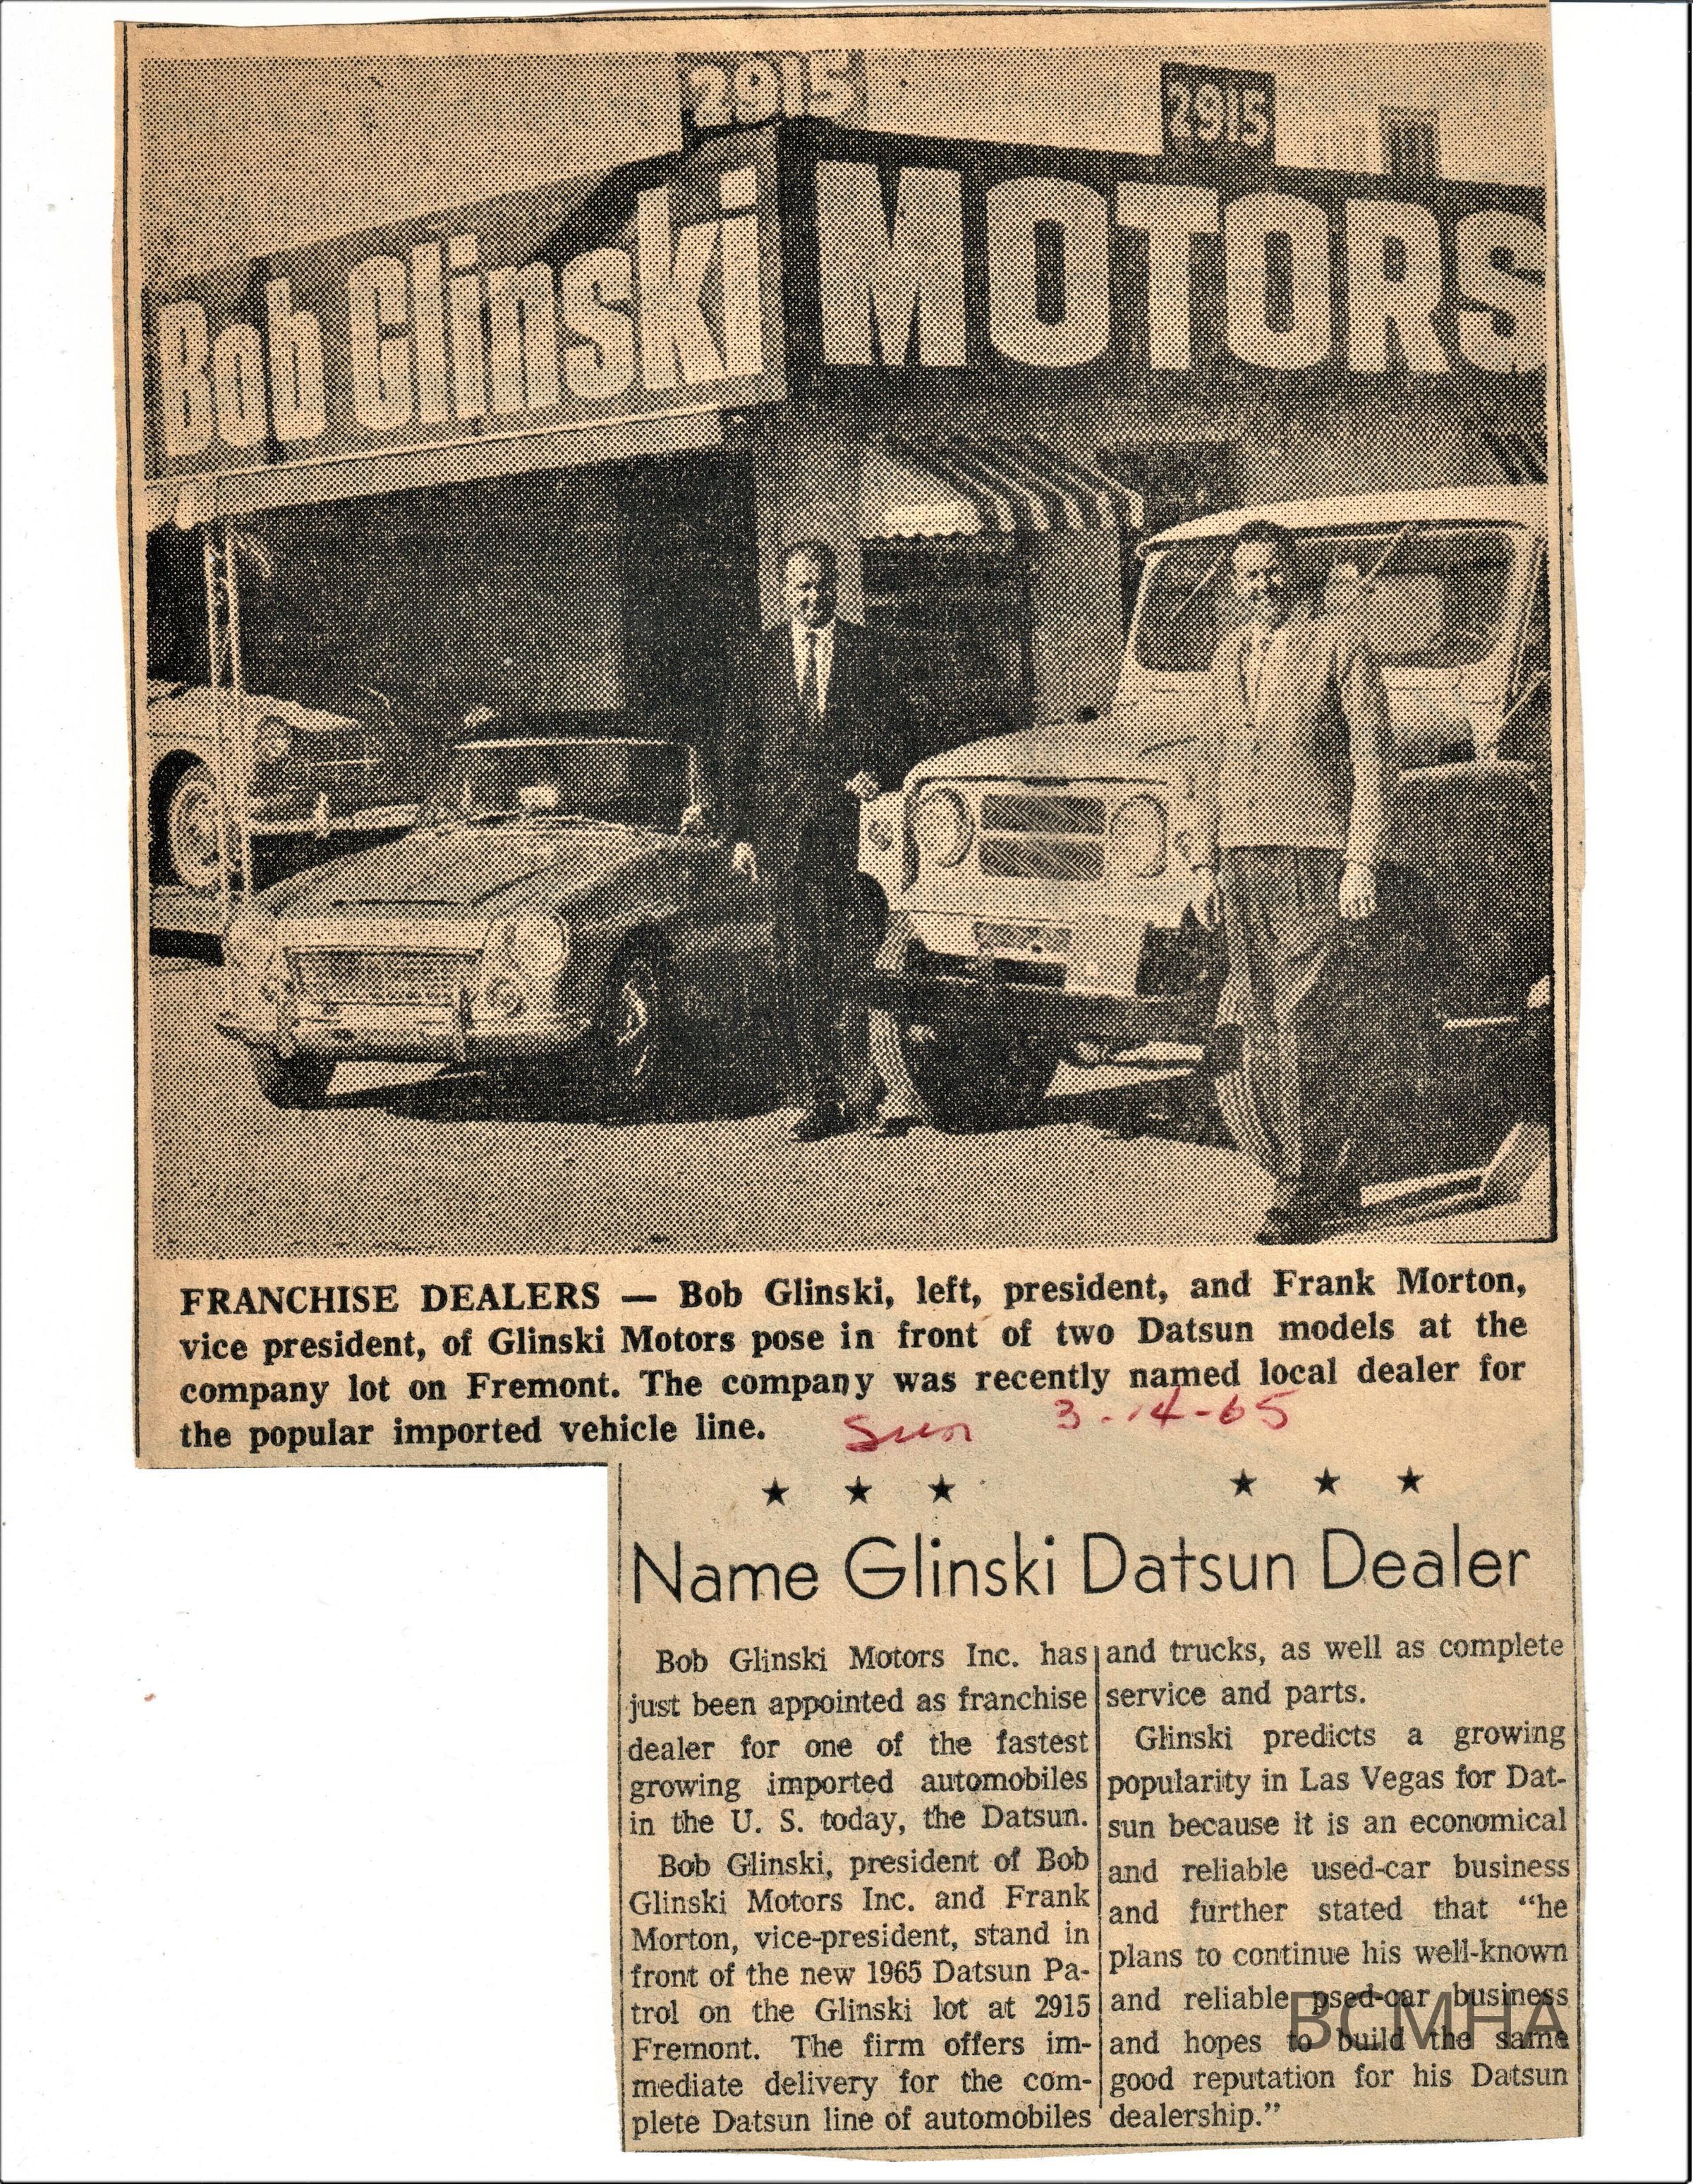 2915
2915
Bob Glinski
MOTORS
FRANCHISE DEALERS — Bob Glinski, left, president, and Frank Morton,
vice president, of Glinski Motors pose in front of two Datsun models at the
company lot on Fremont. The company was recently named local dealer for
the popular imported vehicle line.
Sun 3-14-65
★ ★ ★ ★ ★ ★
Name Glinski Datsun Dealer
Bob Glinski Motors Inc. has
just been appointed as franchise
dealer for one of the fastest
growing imported automobiles
in the U. S. today, the Datsun.
Bob Glinski, president of Bob
Glinski Motors Inc. and Frank
Morton, vice-president, stand in
front of the new 1965 Datsun Pa-
trol on the Glinski lot at 2915
Fremont. The firm offers im-
mediate delivery for the com-
plete Datsun line of automobiles
and trucks, as well as complete
service and parts.
Glinski predicts a growing
popularity in Las Vegas for Dat-
sun because it is an economical
and reliable used-car business
and further stated that “he
plans to continue his well-known
and reliable psed-car business
and hopes to build the same
good reputation for his Datsun
dealership.”
BCMHA